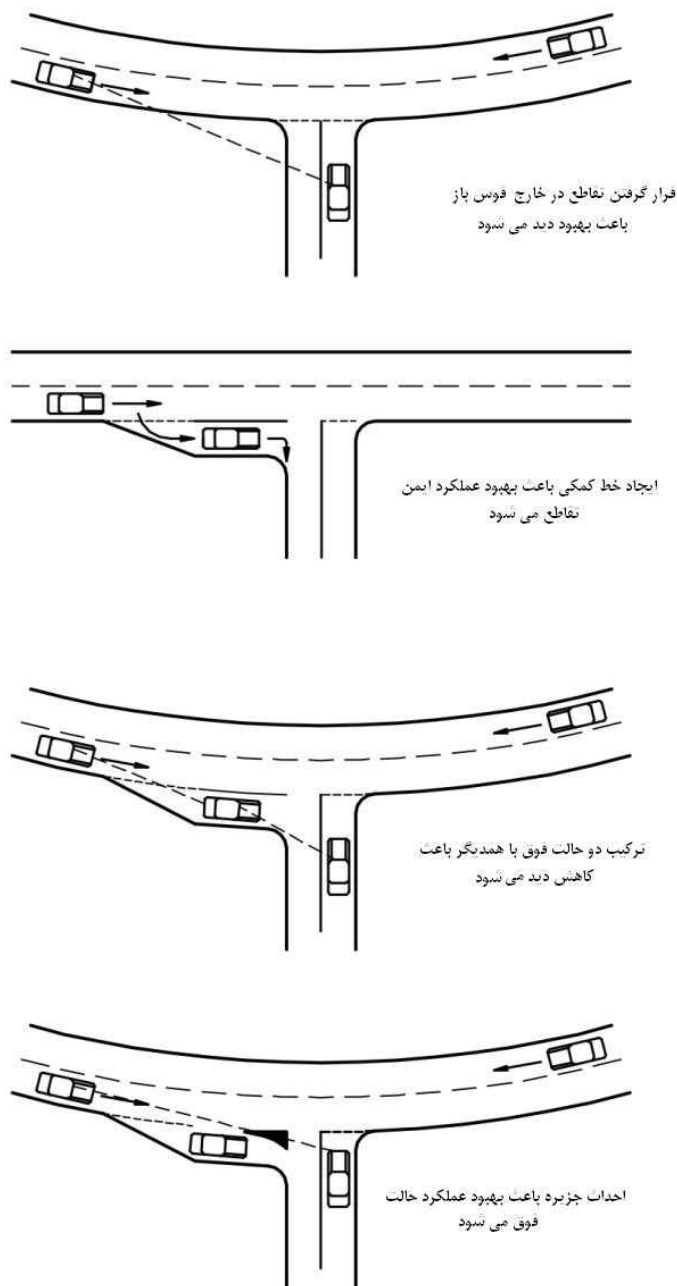 قرار گرفتن تقاطع در خارج قوس باز
باعث بهبود دید می شود
ایجاد خط کمکی باعث بهبود عملکرد ایمن
تقاطع می شود
ترکیب دو حالت فوق با همدیگر باعث
کاهش دید می شود
احداث جزیره باعث بهبود عملکرد حالت
فوق می شود